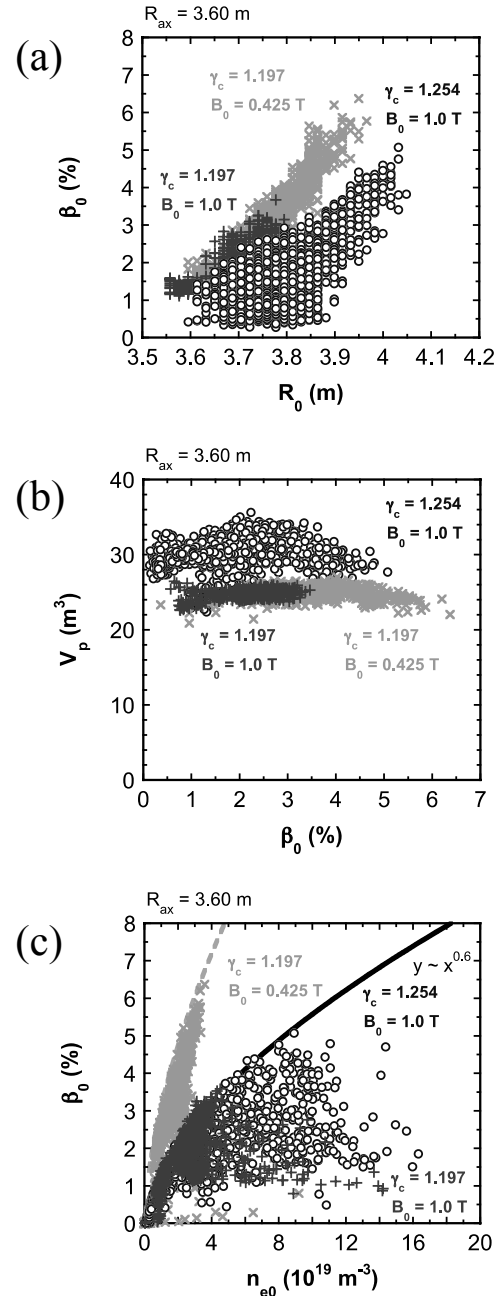 (a)
R_ax = 3.60 m
γ_c = 1.197
B_0 = 0.425 T
γ_c = 1.254
B_0 = 1.0 T
γ_c = 1.197
B_0 = 1.0 T
β_0 (%)
8
7
6
5
4
3
2
1
0
3.5 3.6 3.7 3.8 3.9 4 4.1 4.2
R_0 (m)
(b)
R_ax = 3.60 m
γ_c = 1.254
B_0 = 1.0 T
γ_c = 1.197
B_0 = 1.0 T
γ_c = 1.197
B_0 = 0.425 T
V_p (m³)
40
30
20
10
0
0 1 2 3 4 5 6 7
β_0 (%)
(c)
R_ax = 3.60 m
γ_c = 1.197
B_0 = 0.425 T
y ~ x^0.6
γ_c = 1.254
B_0 = 1.0 T
γ_c = 1.197
B_0 = 1.0 T
β_0 (%)
8
7
6
5
4
3
2
1
0
0 4 8 12 16 20
n_e0 (10^19 m^-3)